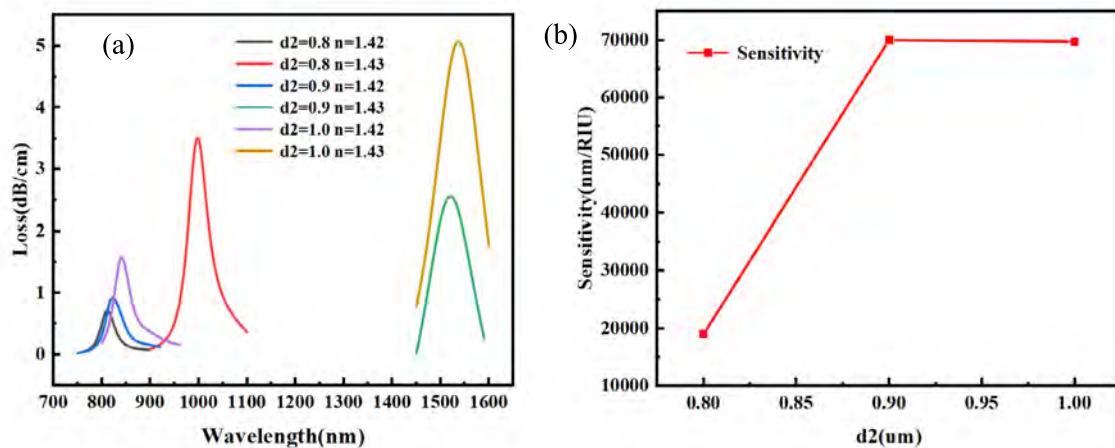 (a)
d2=0.8 n=1.42
d2=0.8 n=1.43
d2=0.9 n=1.42
d2=0.9 n=1.43
d2=1.0 n=1.42
d2=1.0 n=1.43
5
4
3
2
1
0
Loss(dB/cm)
700 800 900 1000 1100 1200 1300 1400 1500 1600
Wavelength(nm)
(b)
Sensitivity
70000
60000
50000
40000
30000
20000
10000
Sensitivity(nm/RIU)
0.80 0.85 0.90 0.95 1.00
d2(um)